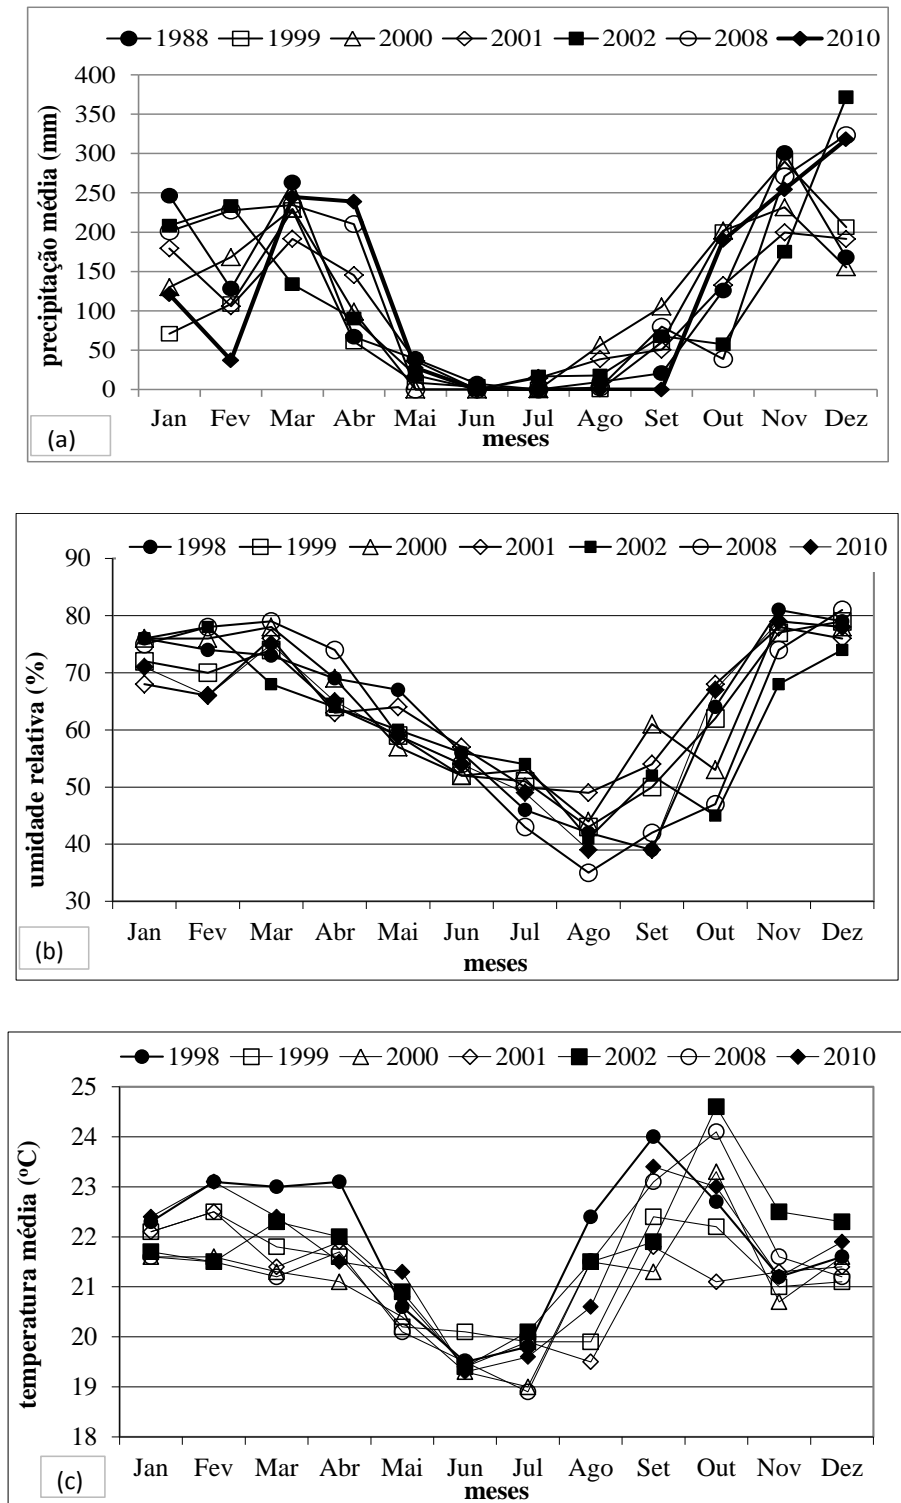 1988 1999 2000 2001 2002 2008 2010
precipitação média (mm)
400
350
300
250
200
150
100
50
0
Jan Fev Mar Abr Mai Jun Jul Ago Set Out Nov Dez
meses
(a)
1998 1999 2000 2001 2002 2008 2010
umidade relativa (%)
90
80
70
60
50
40
30
Jan Fev Mar Abr Mai Jun Jul Ago Set Out Nov Dez
meses
(b)
1998 1999 2000 2001 2002 2008 2010
temperatura média (ºC)
25
24
23
22
21
20
19
18
Jan Fev Mar Abr Mai Jun Jul Ago Set Out Nov Dez
meses
(c)